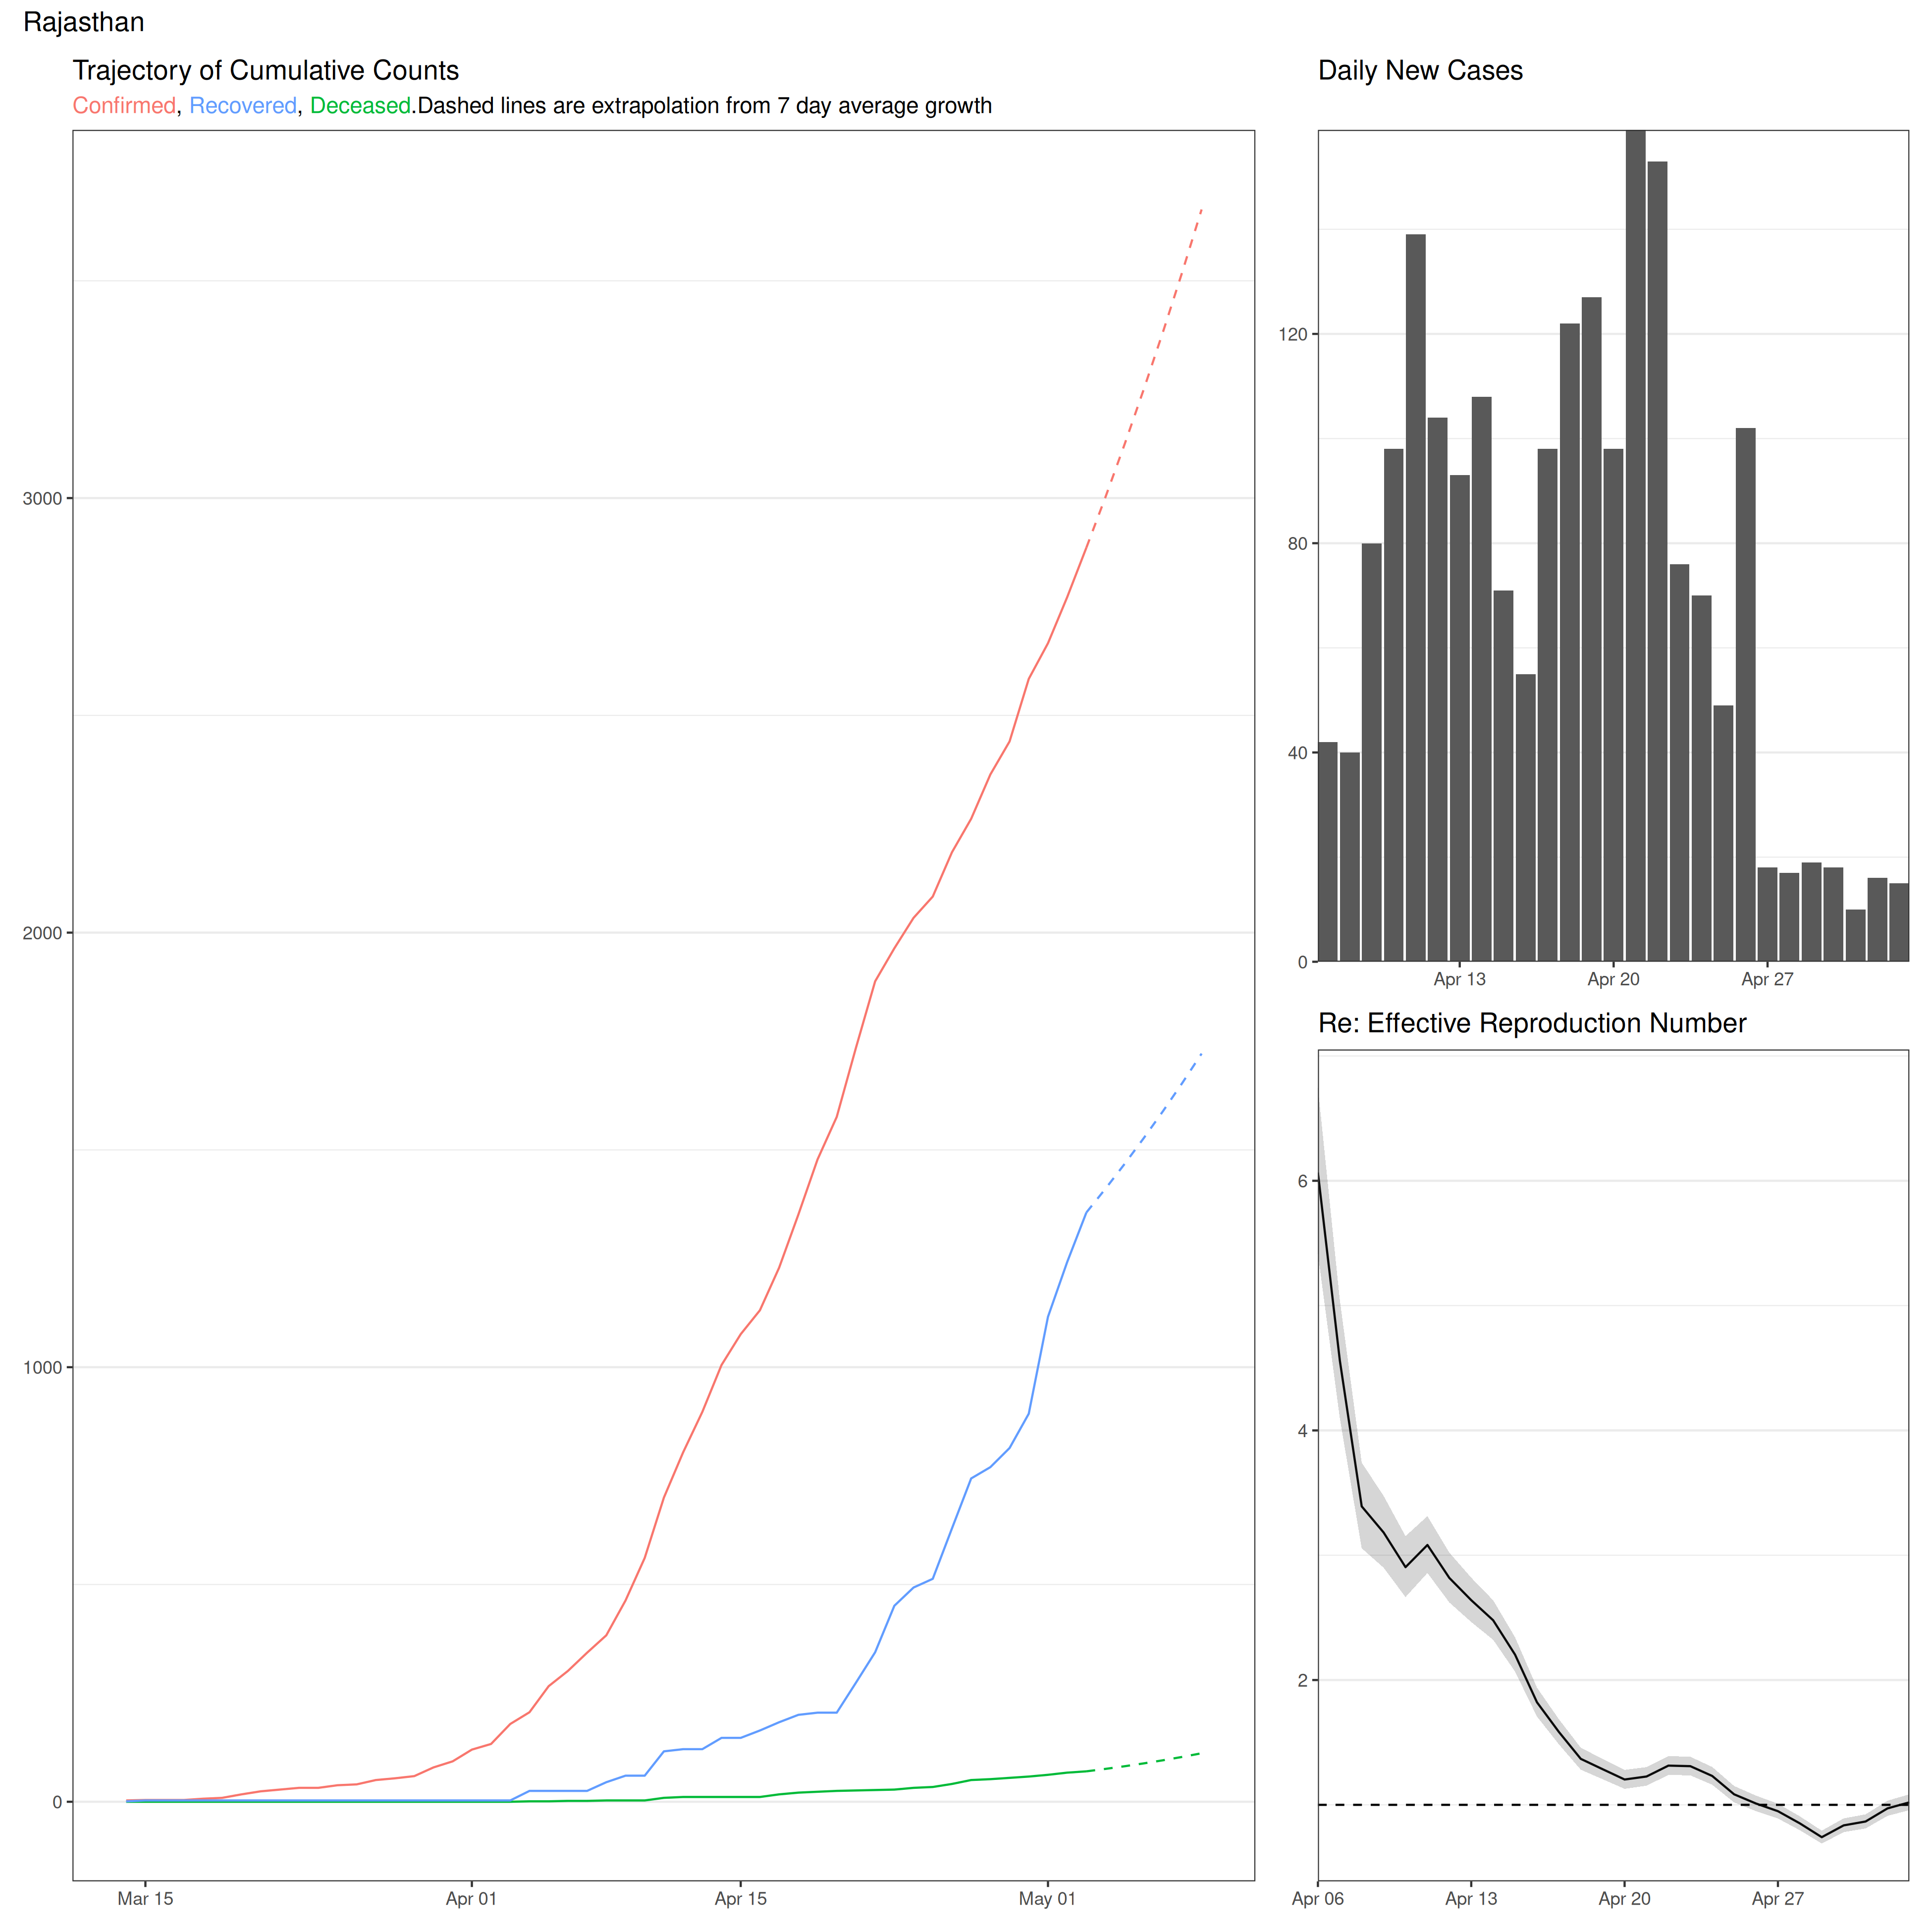 Rajasthan
Trajectory of Cumulative Counts
Confirmed, Recovered, Deceased.Dashed lines are extrapolation from 7 day average growth
3000
2000
1000
0
Mar 15 Apr 01 Apr 15 May 01
Daily New Cases
120
80
40
0
Apr 13 Apr 20 Apr 27
Re: Effective Reproduction Number
6
4
2
Apr 06 Apr 13 Apr 20 Apr 27